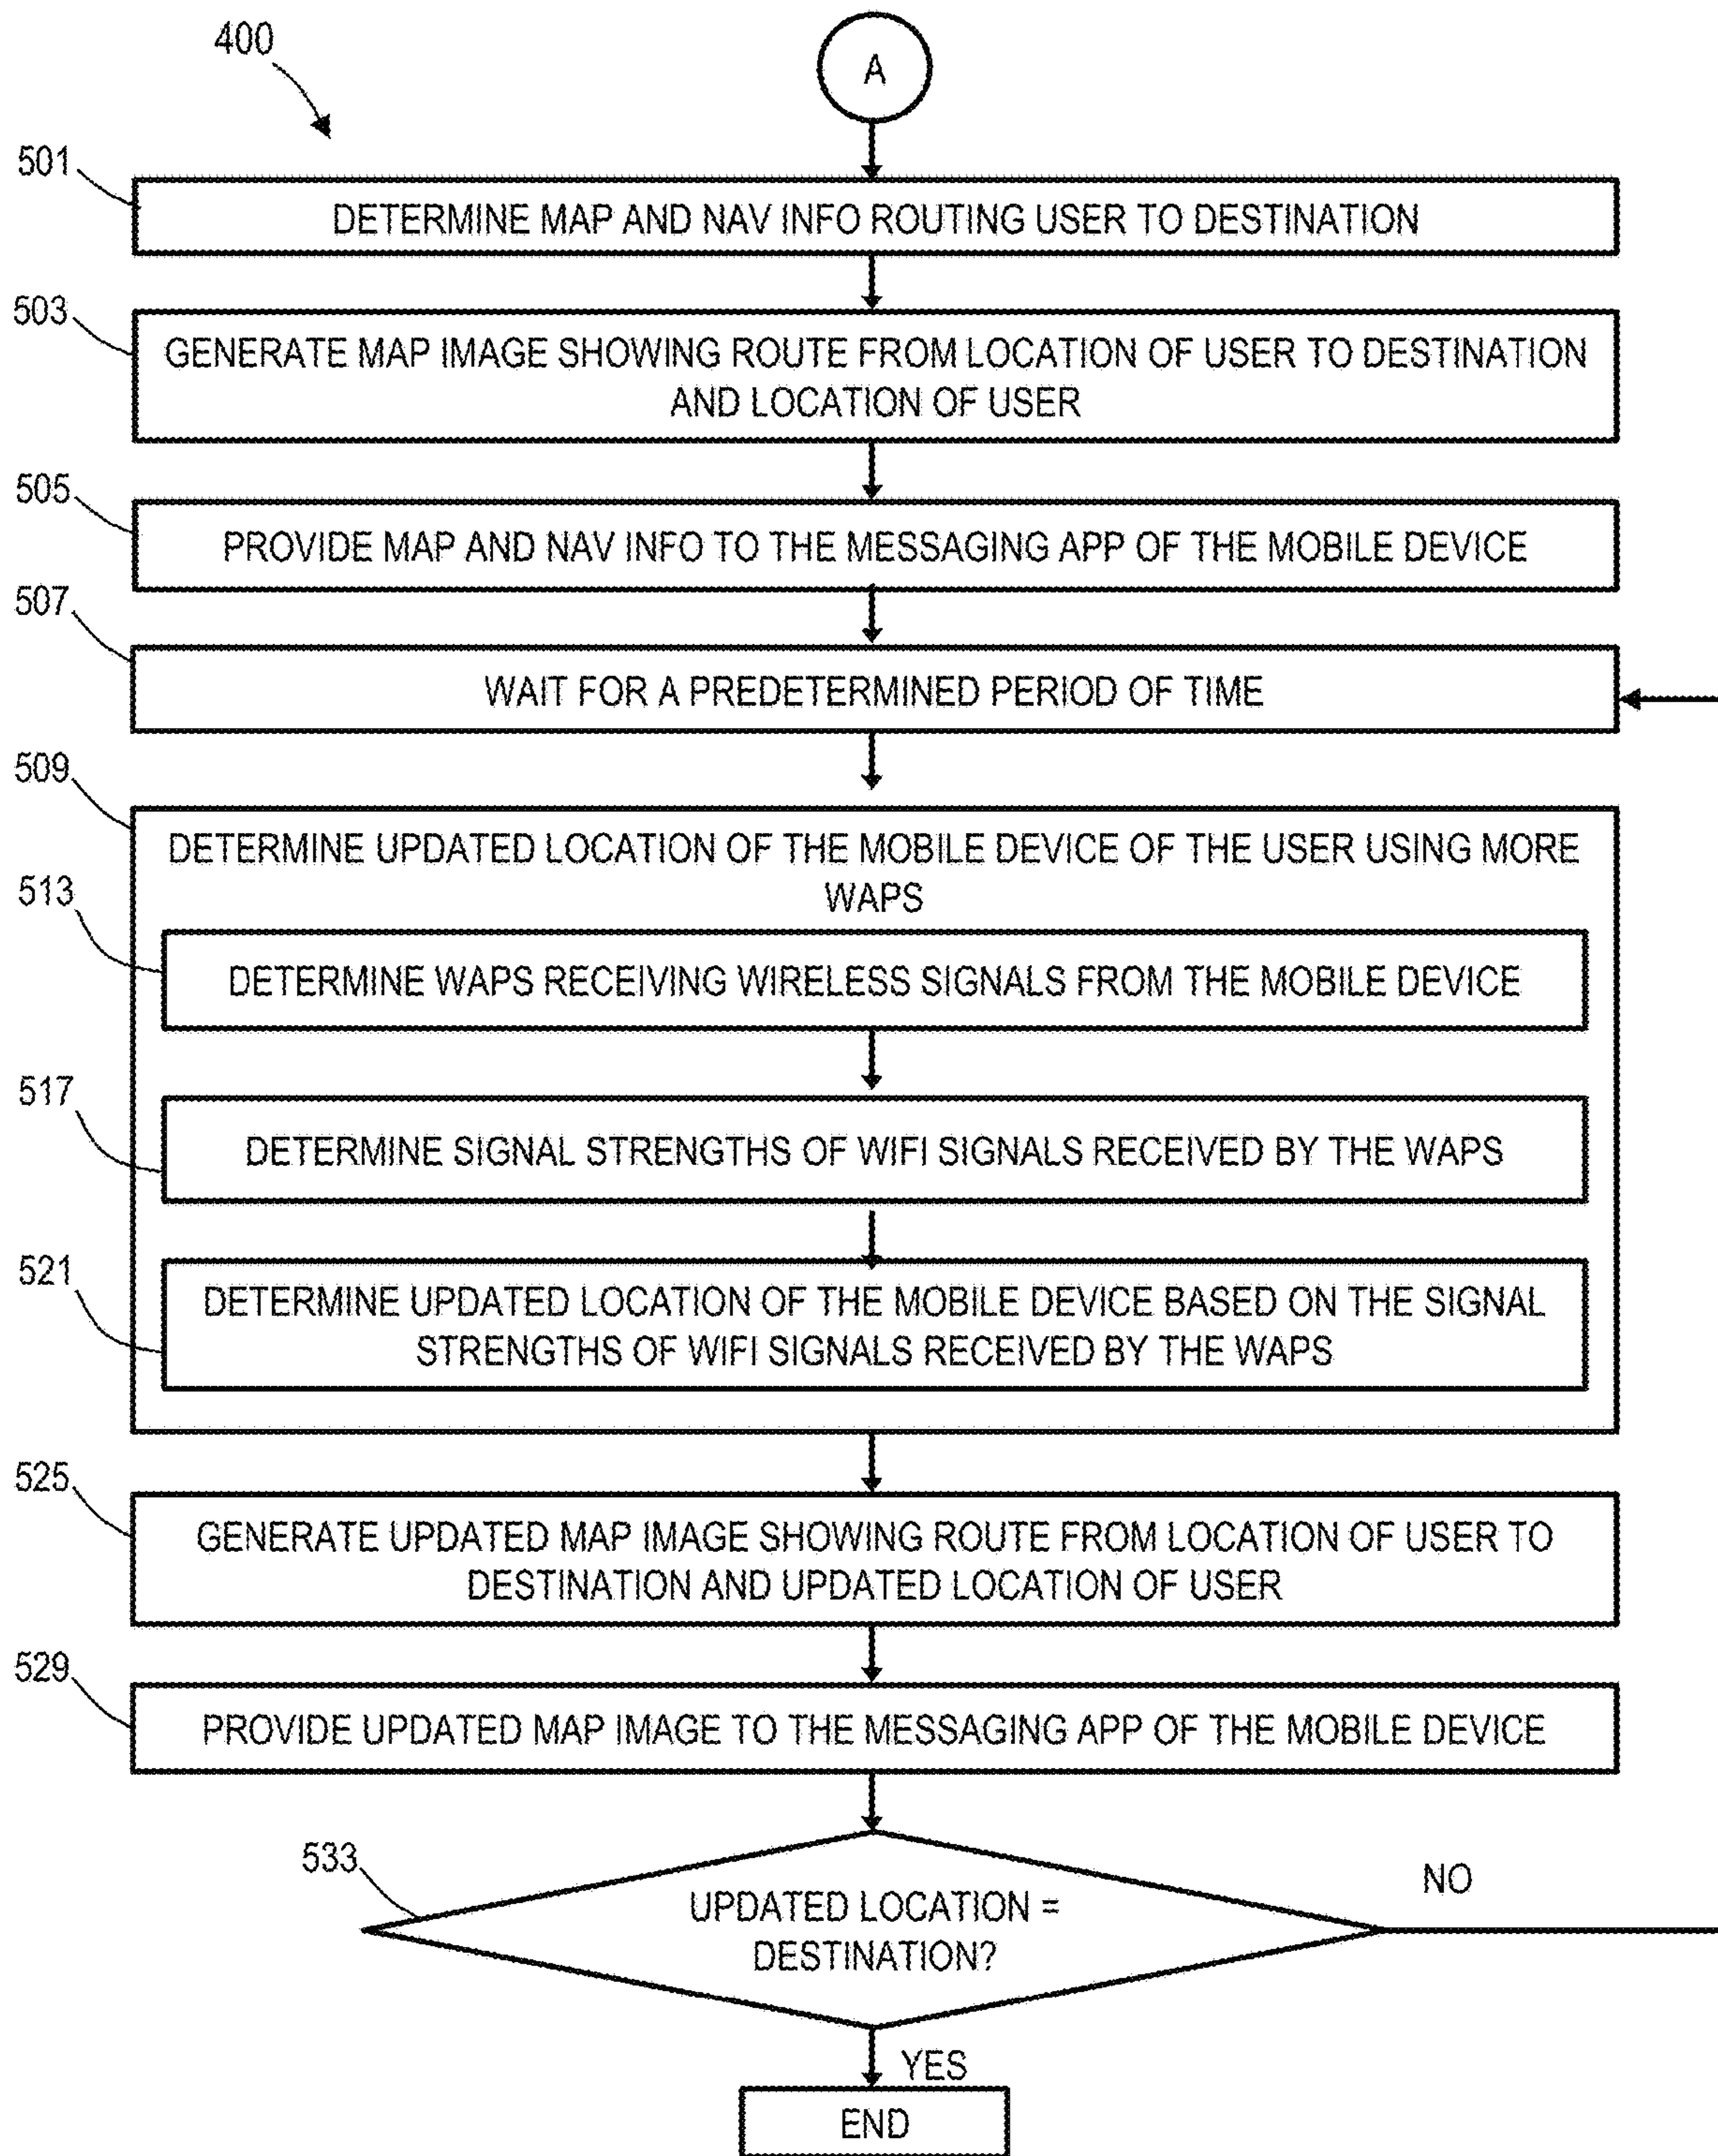 400
A
501
DETERMINE MAP AND NAV INFO ROUTING USER TO DESTINATION
503
GENERATE MAP IMAGE SHOWING ROUTE FROM LOCATION OF USER TO DESTINATION
AND LOCATION OF USER
505
PROVIDE MAP AND NAV INFO TO THE MESSAGING APP OF THE MOBILE DEVICE
507
WAIT FOR A PREDETERMINED PERIOD OF TIME
509
DETERMINE UPDATED LOCATION OF THE MOBILE DEVICE OF THE USER USING MORE
WAPS
513
DETERMINE WAPS RECEIVING WIRELESS SIGNALS FROM THE MOBILE DEVICE
517
DETERMINE SIGNAL STRENGTHS OF WIFI SIGNALS RECEIVED BY THE WAPS
521
DETERMINE UPDATED LOCATION OF THE MOBILE DEVICE BASED ON THE SIGNAL
STRENGTHS OF WIFI SIGNALS RECEIVED BY THE WAPS
525
GENERATE UPDATED MAP IMAGE SHOWING ROUTE FROM LOCATION OF USER TO
DESTINATION AND UPDATED LOCATION OF USER
529
PROVIDE UPDATED MAP IMAGE TO THE MESSAGING APP OF THE MOBILE DEVICE
533
UPDATED LOCATION =
DESTINATION?
NO
YES
END